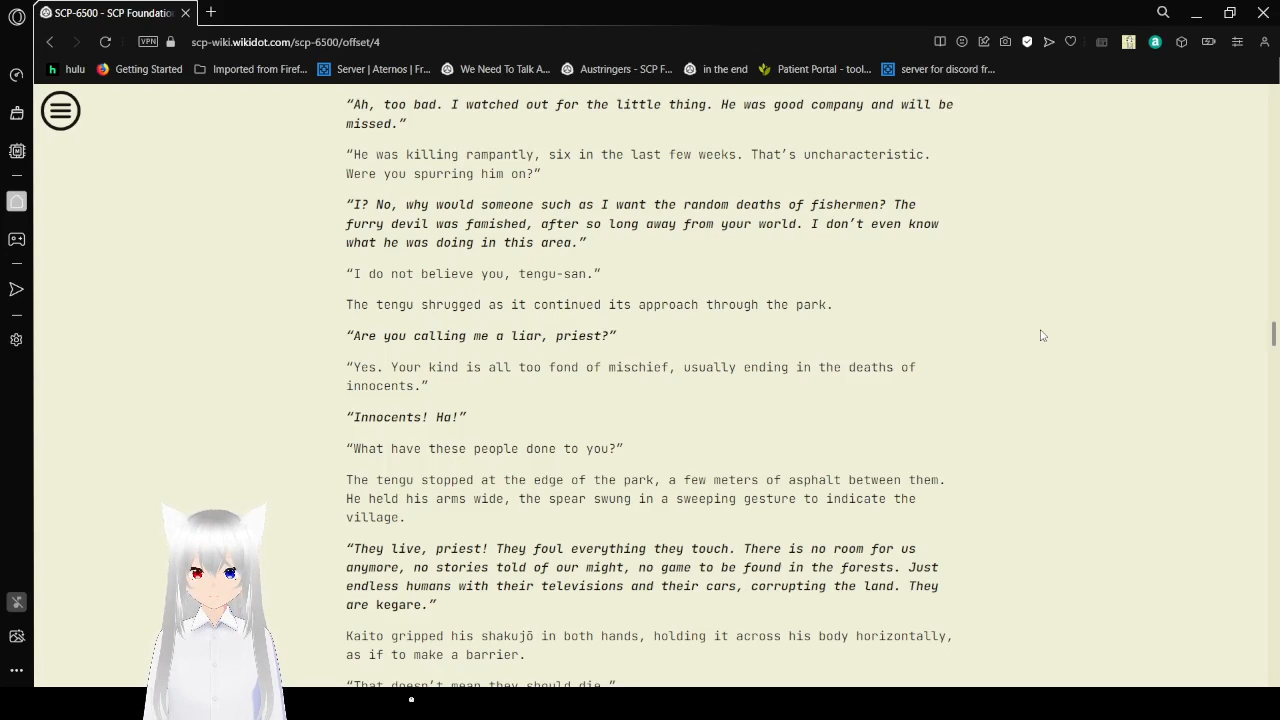 SCP-6500 - SCP Foundatio
scp-wiki.wikidot.com/scp-6500/offset/4
VPN
hulu
Getting Started
Imported from Firef...
Server | Aternos | Fr...
We Need To Talk A...
Austringers - SCP F...
in the end
Patient Portal - tool...
server for discord fr...
“Ah, too bad. I watched out for the little thing. He was good company and will be
missed.”
“He was killing rampantly, six in the last few weeks. That’s uncharacteristic.
Were you spurring him on?”
“I? No, why would someone such as I want the random deaths of fishermen? The
furry devil was famished, after so long away from your world. I don’t even know
what he was doing in this area.”
“I do not believe you, tengu-san.”
The tengu shrugged as it continued its approach through the park.
“Are you calling me a liar, priest?”
“Yes. Your kind is all too fond of mischief, usually ending in the deaths of
innocents.”
“Innocents! Ha!”
“What have these people done to you?”
The tengu stopped at the edge of the park, a few meters of asphalt between them.
He held his arms wide, the spear swung in a sweeping gesture to indicate the
village.
“They live, priest! They foul everything they touch. There is no room for us
anymore, no stories told of our might, no game to be found in the forests. Just
endless humans with their televisions and their cars, corrupting the land. They
are kegare.”
Kaito gripped his shakujō in both hands, holding it across his body horizontally,
as if to make a barrier.
“That doesn’t mean they should die.”